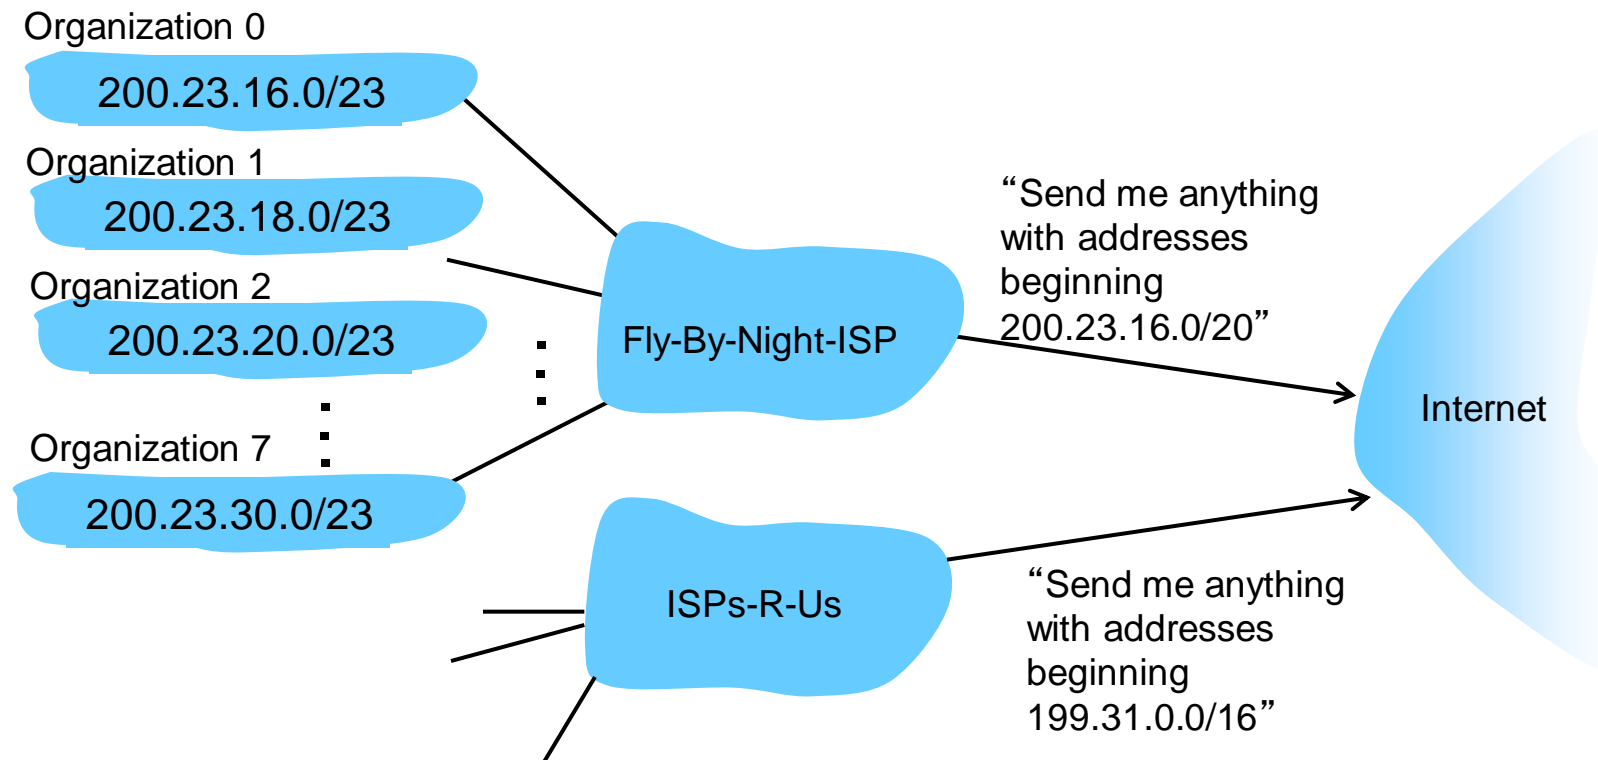 Organization 0
200.23.16.0/23
Organization 1
200.23.18.0/23
Organization 2
200.23.20.0/23
Organization 7
200.23.30.0/23
Fly-By-Night-ISP
“Send me anything
with addresses
beginning
200.23.16.0/20”
Internet
ISPs-R-Us
“Send me anything
with addresses
beginning
199.31.0.0/16”